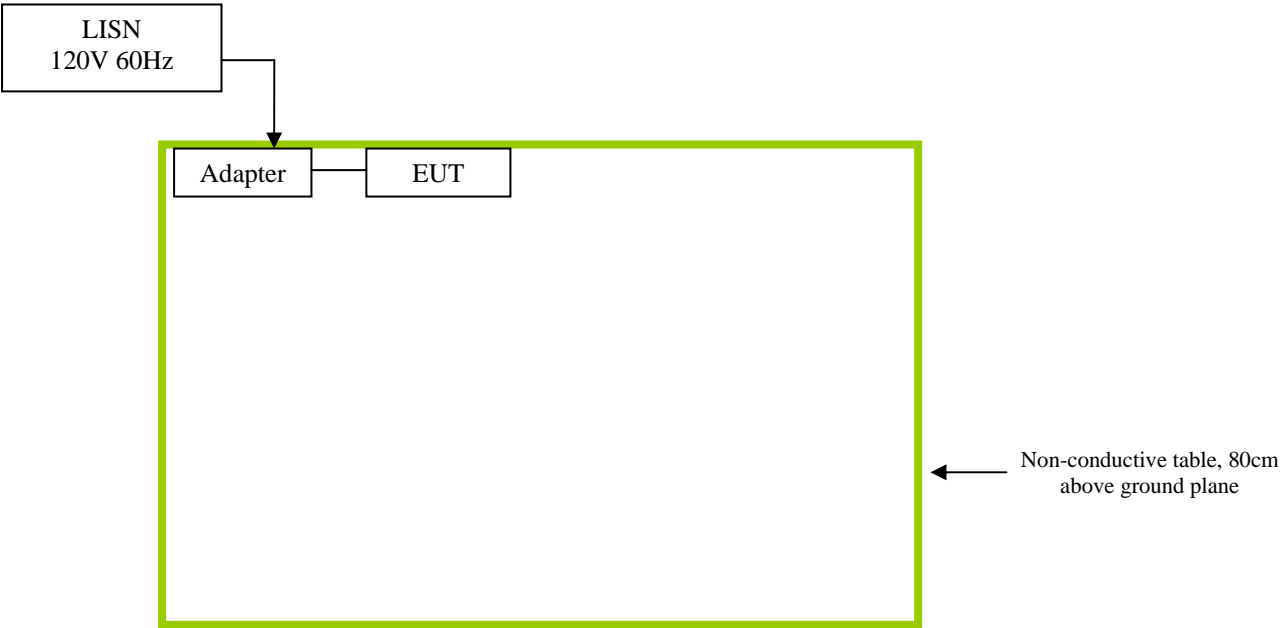 LISN
120V 60Hz
Adapter
EUT
Non-conductive table, 80cm
above ground plane